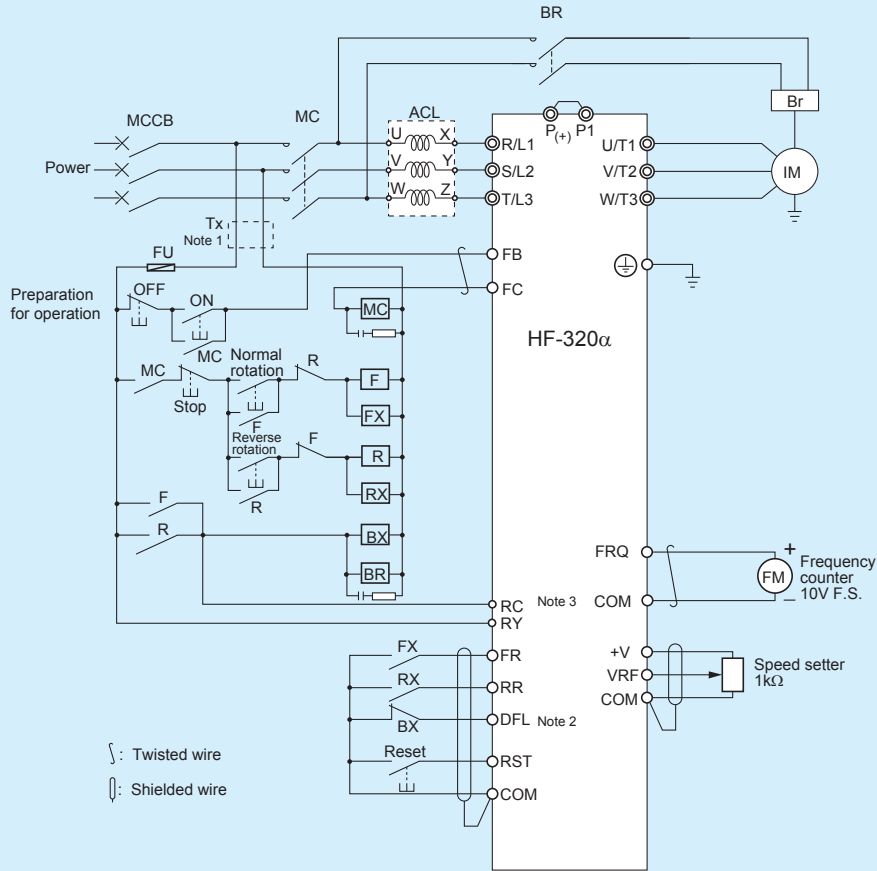 BR
MCCB
MC
ACL
Br
P(+) P1
U X
R/L1
U/T1
Power
V Y
S/L2
V/T2
IM
W Z
T/L3
W/T3
Tx
Note 1
FU
FB
Preparation
for operation
OFF
ON
FC
MC
HF-320α
MC
MC
Stop
Normal
rotation
R
F
F
FX
Reverse
rotation
F
R
R
RX
F
R
BX
BR
FRQ
+
FM
Frequency
counter
10V F.S.
RC Note 3
COM
–
RY
FX
FR
+V
RX
RR
VRF
Speed setter
1kΩ
BX
DFL Note 2
COM
Reset
RST
COM
: Twisted wire
: Shielded wire